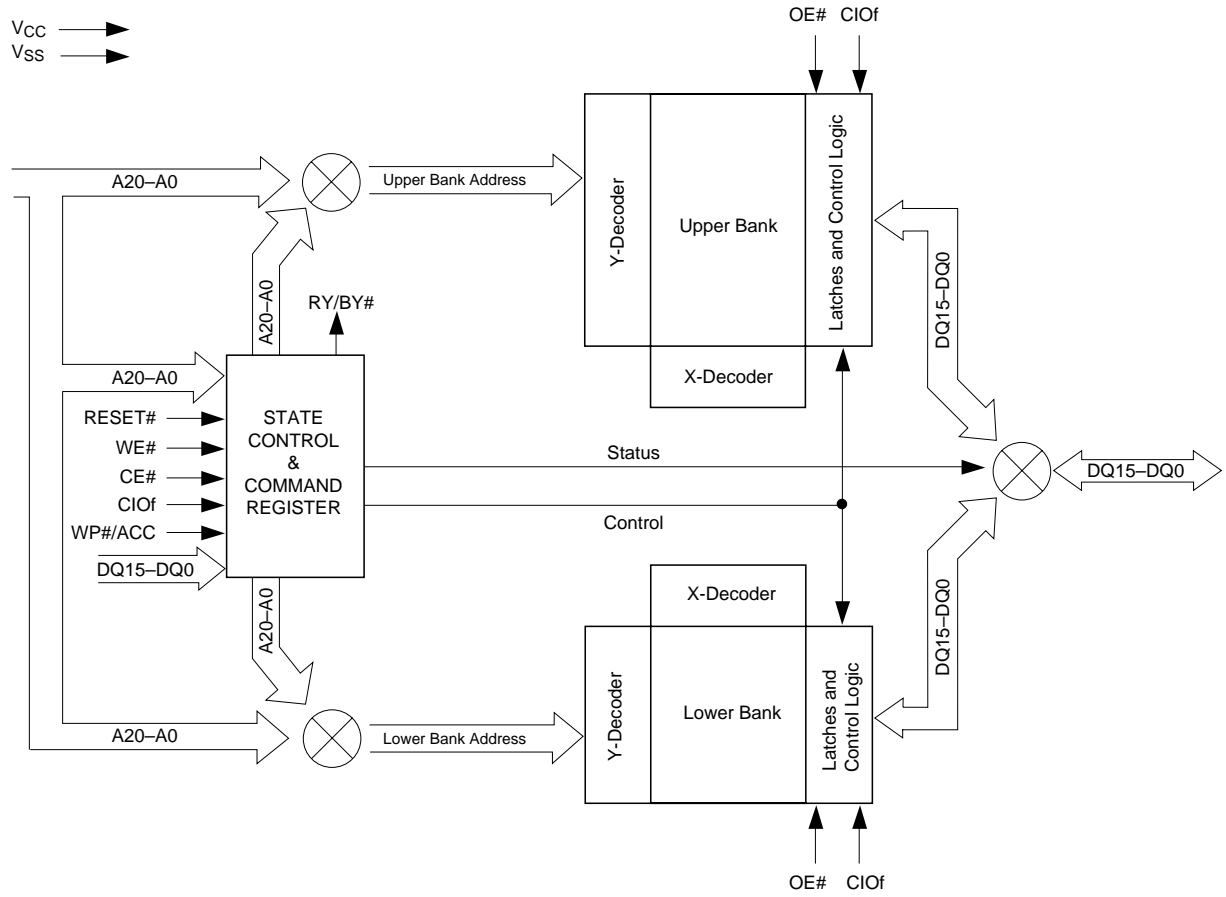 OE# CIOf
VCC
VSS
A20–A0
Upper Bank Address
Y-Decoder
Upper Bank
Latches and Control Logic
A20–A0
RY/BY#
DQ15–DQ0
A20–A0
X-Decoder
RESET#
WE#
CE#
CIOf
WP#/ACC
DQ15–DQ0
STATE
CONTROL
&
COMMAND
REGISTER
Status
Control
DQ15–DQ0
A20–A0
X-Decoder
DQ15–DQ0
Y-Decoder
Lower Bank
Latches and
Control Logic
A20–A0
Lower Bank Address
OE# CIOf